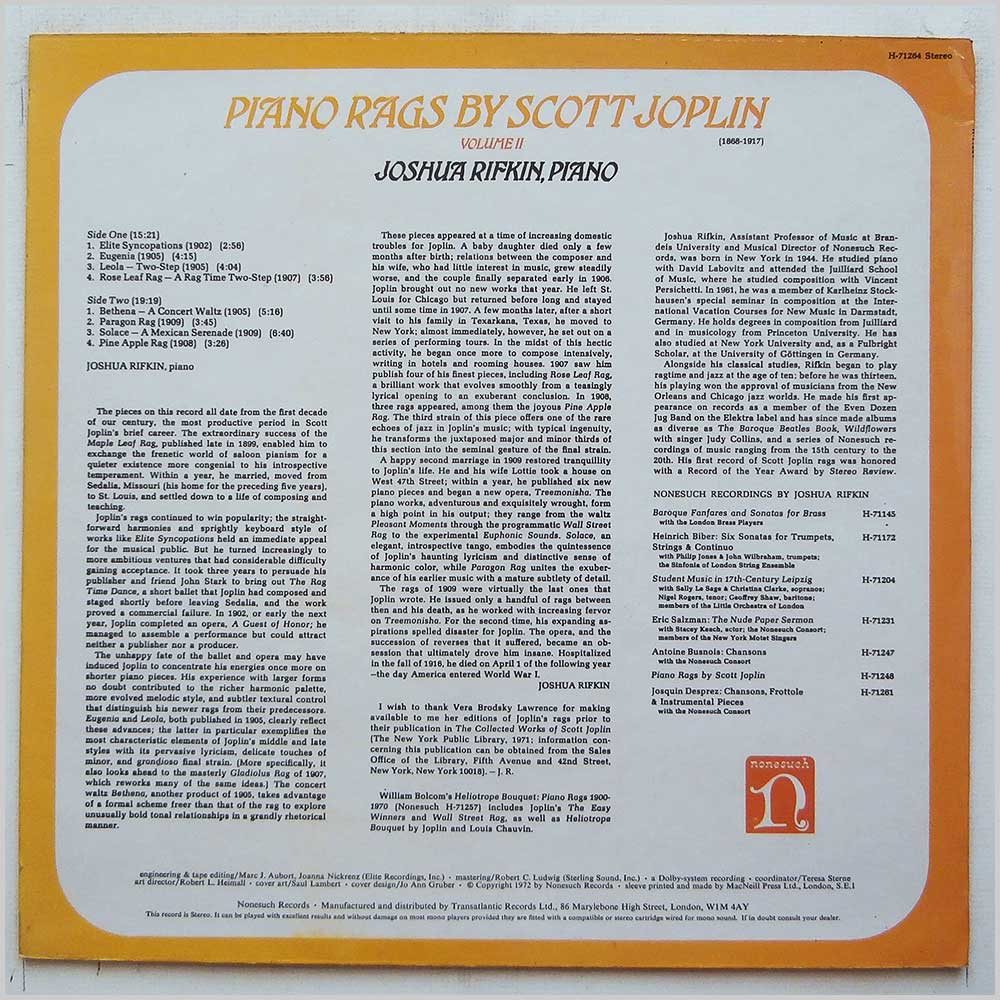 H-71264 Stereo
PIANO RAGS BY SCOTT JOPLIN
VOLUME II
(1868-1917)
JOSHUA RIFKIN, PIANO
Side One (15:21)
1. Elite Syncopations (1902) (2:56)
2. Eugenia (1905) (4:15)
3. Leola — Two-Step (1905) (4:04)
4. Rose Leaf Rag — A Rag Time Two-Step (1907) (3:56)
Side Two (19:19)
1. Bethena — A Concert Waltz (1905) (5:16)
2. Paragon Rag (1909) (3:45)
3. Solace — A Mexican Serenade (1909) (6:40)
4. Pine Apple Rag (1908) (3:26)
JOSHUA RIFKIN, piano
The pieces on this record all date from the first decade
of our century, the most productive period in Scott
Joplin's brief career. The extraordinary success of the
Maple Leaf Rag, published late in 1899, enabled him to
exchange the frenetic world of saloon pianism for a
quieter existence more congenial to his introspective
temperament. Within a year, he married, moved from
Sedalia, Missouri (his home for the preceding five years),
to St. Louis, and settled down to a life of composing and
teaching.
Joplin's rags continued to win popularity; the straight-
forward harmonies and sprightly keyboard style of
works like Elite Syncopations held an immediate appeal
for the musical public. But he turned increasingly to
more ambitious ventures that had considerable difficulty
gaining acceptance. It took three years to persuade his
publisher and friend John Stark to bring out The Rag
Time Dance, a short ballet that Joplin had composed and
staged shortly before leaving Sedalia, and the work
proved a commercial failure. In 1902, or early the next
year, Joplin completed an opera, A Guest of Honor; he
managed to assemble a performance but could attract
neither a publisher nor a producer.
The unhappy fate of the ballet and opera may have
induced Joplin to concentrate his energies once more on
shorter piano pieces. His experience with larger forms
no doubt contributed to the richer harmonic palette,
more evolved melodic style, and subtler textural control
that distinguish his newer rags from their predecessors.
Eugenia and Leola, both published in 1905, clearly reflect
these advances; the latter in particular exemplifies the
most characteristic elements of Joplin's middle and late
styles with its pervasive lyricism, delicate touches of
minor, and grandioso final strain. (More specifically, it
also looks ahead to the masterly Gladiolus Rag of 1907,
which reworks many of the same ideas.) The concert
waltz Bethena, another product of 1905, takes advantage
of a formal scheme freer than that of the rag to explore
unusually bold tonal relationships in a grandly rhetorical
manner.
These pieces appeared at a time of increasing domestic
troubles for Joplin. A baby daughter died only a few
months after birth; relations between the composer and
his wife, who had little interest in music, grew steadily
worse, and the couple finally separated early in 1906.
Joplin brought out no new works that year. He left St.
Louis for Chicago but returned before long and stayed
until some time in 1907. A few months later, after a short
visit to his family in Texarkana, Texas, he moved to
New York; almost immediately, however, he set out on a
series of performing tours. In the midst of this hectic
activity, he began once more to compose intensively,
writing in hotels and rooming houses. 1907 saw him
publish four of his finest pieces, including Rose Leaf Rag,
a brilliant work that evolves smoothly from a teasingly
lyrical opening to an exuberant conclusion. In 1908,
three rags appeared, among them the joyous Pine Apple
Rag. The third strain of this piece offers one of the rare
echoes of jazz in Joplin's music; with typical ingenuity,
he transforms the juxtaposed major and minor thirds of
this section into the seminal gesture of the final strain.
A happy second marriage in 1909 restored tranquillity
to Joplin's life. He and his wife Lottie took a house on
West 47th Street; within a year, he published six new
piano pieces and began a new opera, Treemonisha. The
piano works, adventurous and exquisitely wrought, form
a high point in his output; they range from the waltz
Pleasant Moments through the programmatic Wall Street
Rag to the experimental Euphonic Sounds. Solace, an
elegant, introspective tango, embodies the quintessence
of Joplin's haunting lyricism and distinctive sense of
harmonic color, while Paragon Rag unites the exuber-
ance of his earlier music with a mature subtlety of detail.
The rags of 1909 were virtually the last ones that
Joplin wrote. He issued only a handful of rags between
then and his death, as he worked with increasing fervor
on Treemonisha. For the second time, his expanding as-
pirations spelled disaster for Joplin. The opera, and the
succession of reverses that it suffered, became an ob-
session that ultimately drove him insane. Hospitalized
in the fall of 1916, he died on April 1 of the following year
—the day America entered World War I.
JOSHUA RIFKIN
I wish to thank Vera Brodsky Lawrence for making
available to me her editions of Joplin's rags prior to
their publication in The Collected Works of Scott Joplin
(The New York Public Library, 1971; information con-
cerning this publication can be obtained from the Sales
Office of the Library, Fifth Avenue and 42nd Street,
New York, New York 10018). — J. R.
William Bolcom's Heliotrope Bouquet: Piano Rags 1900-
1970 (Nonesuch H-71257) includes Joplin's The Easy
Winners and Wall Street Rag, as well as Heliotrope
Bouquet by Joplin and Louis Chauvin.
Joshua Rifkin, Assistant Professor of Music at Bran-
deis University and Musical Director of Nonesuch Rec-
ords, was born in New York in 1944. He studied piano
with David Labovitz and attended the Juilliard School
of Music, where he studied composition with Vincent
Persichetti. In 1961, he was a member of Karlheinz Stock-
hausen's special seminar in composition at the Inter-
national Vacation Courses for New Music in Darmstadt,
Germany. He holds degrees in composition from Juilliard
and in musicology from Princeton University. He has
also studied at New York University and, as a Fulbright
Scholar, at the University of Göttingen in Germany.
Alongside his classical studies, Rifkin began to play
ragtime and jazz at the age of ten; before he was thirteen,
his playing won the approval of musicians from the New
Orleans and Chicago jazz worlds. He made his first ap-
pearance on records as a member of the Even Dozen
Jug Band on the Elektra label and has since made albums
as diverse as The Baroque Beatles Book, Wildflowers
with singer Judy Collins, and a series of Nonesuch re-
cordings of music ranging from the 15th century to the
20th. His first record of Scott Joplin rags was honored
with a Record of the Year Award by Stereo Review.
NONESUCH RECORDINGS BY JOSHUA RIFKIN
Baroque Fanfares and Sonatas for Brass H-71145
with the London Brass Players
Heinrich Biber: Six Sonatas for Trumpets, H-71172
Strings & Continuo
with Philip Jones & John Wilbraham, trumpets;
the Sinfonia of London String Ensemble
Student Music in 17th-Century Leipzig H-71204
with Sally Le Sage & Christina Clarke, sopranos;
Nigel Rogers, tenor; Geoffrey Shaw, baritone;
members of the Little Orchestra of London
Eric Salzman: The Nude Paper Sermon H-71231
with Stacey Keach, actor; the Nonesuch Consort;
members of the New York Motet Singers
Antoine Busnois: Chansons H-71247
with the Nonesuch Consort
Piano Rags by Scott Joplin H-71248
Josquin Desprez: Chansons, Frottole H-71261
& Instrumental Pieces
with the Nonesuch Consort
nonesuch
n
engineering & tape editing/Marc J. Aubort, Joanna Nickrenz (Elite Recordings, Inc.) • mastering/Robert C. Ludwig (Sterling Sound, Inc.) • a Dolby-system recording • coordinator/Teresa Sterne
art director/Robert L. Heimall • cover art/Saul Lambert • cover design/Jo Ann Gruber • © Copyright 1972 by Nonesuch Records • sleeve printed and made by MacNeill Press Ltd., London, S.E.1
Nonesuch Records • Manufactured and distributed by Transatlantic Records Ltd., 86 Marylebone High Street, London, W1M 4AY
This record is Stereo. It can be played with excellent results and without damage on most mono players provided they are fitted with a compatible or stereo cartridge wired for mono sound. If in doubt consult your dealer.